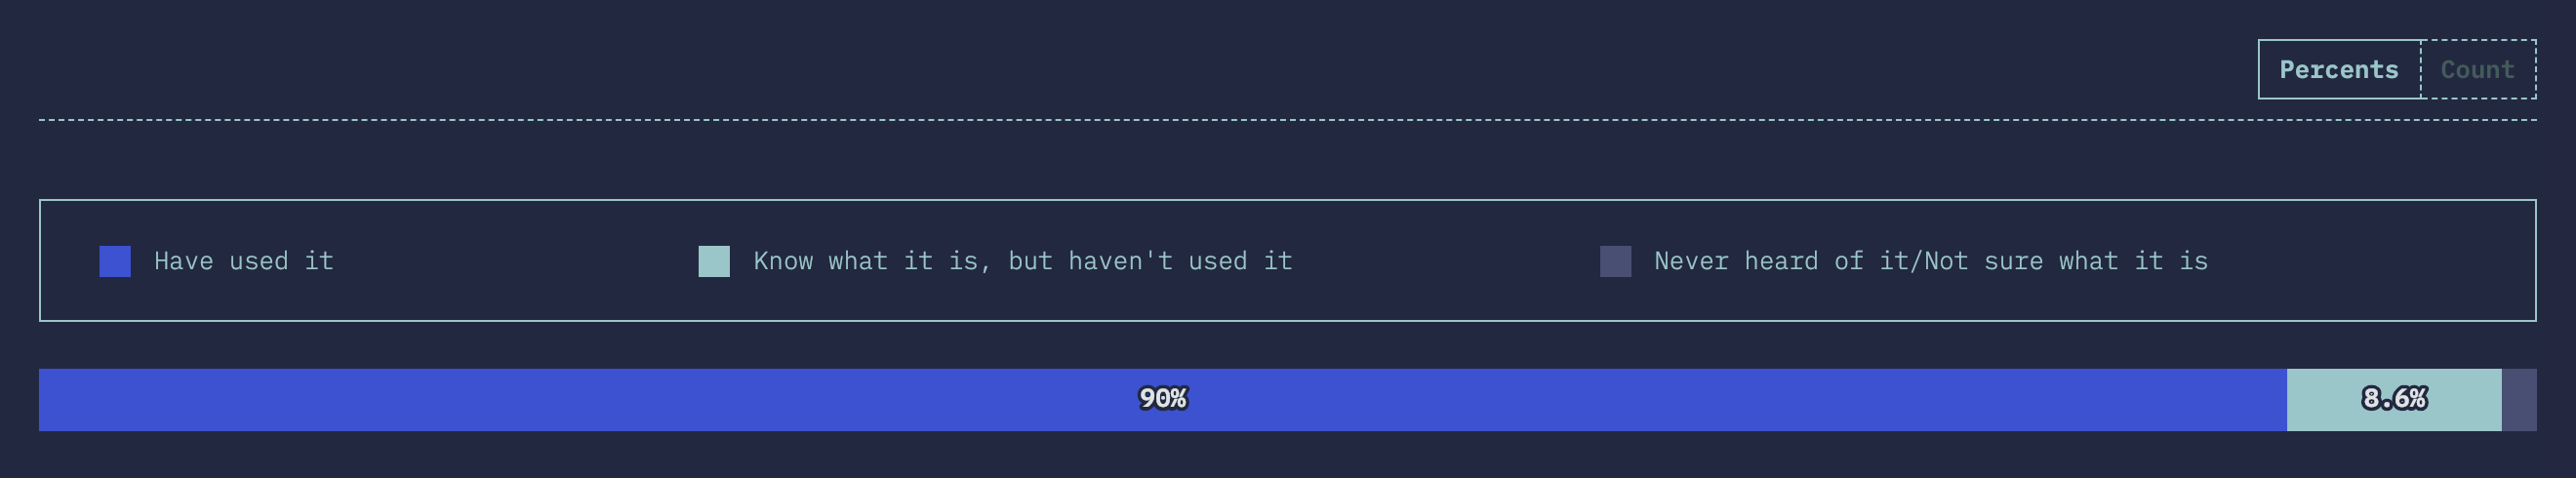 Percents Count
Have used it Know what it is, but haven't used it Never heard of it/Not sure what it is
90% 8.6%